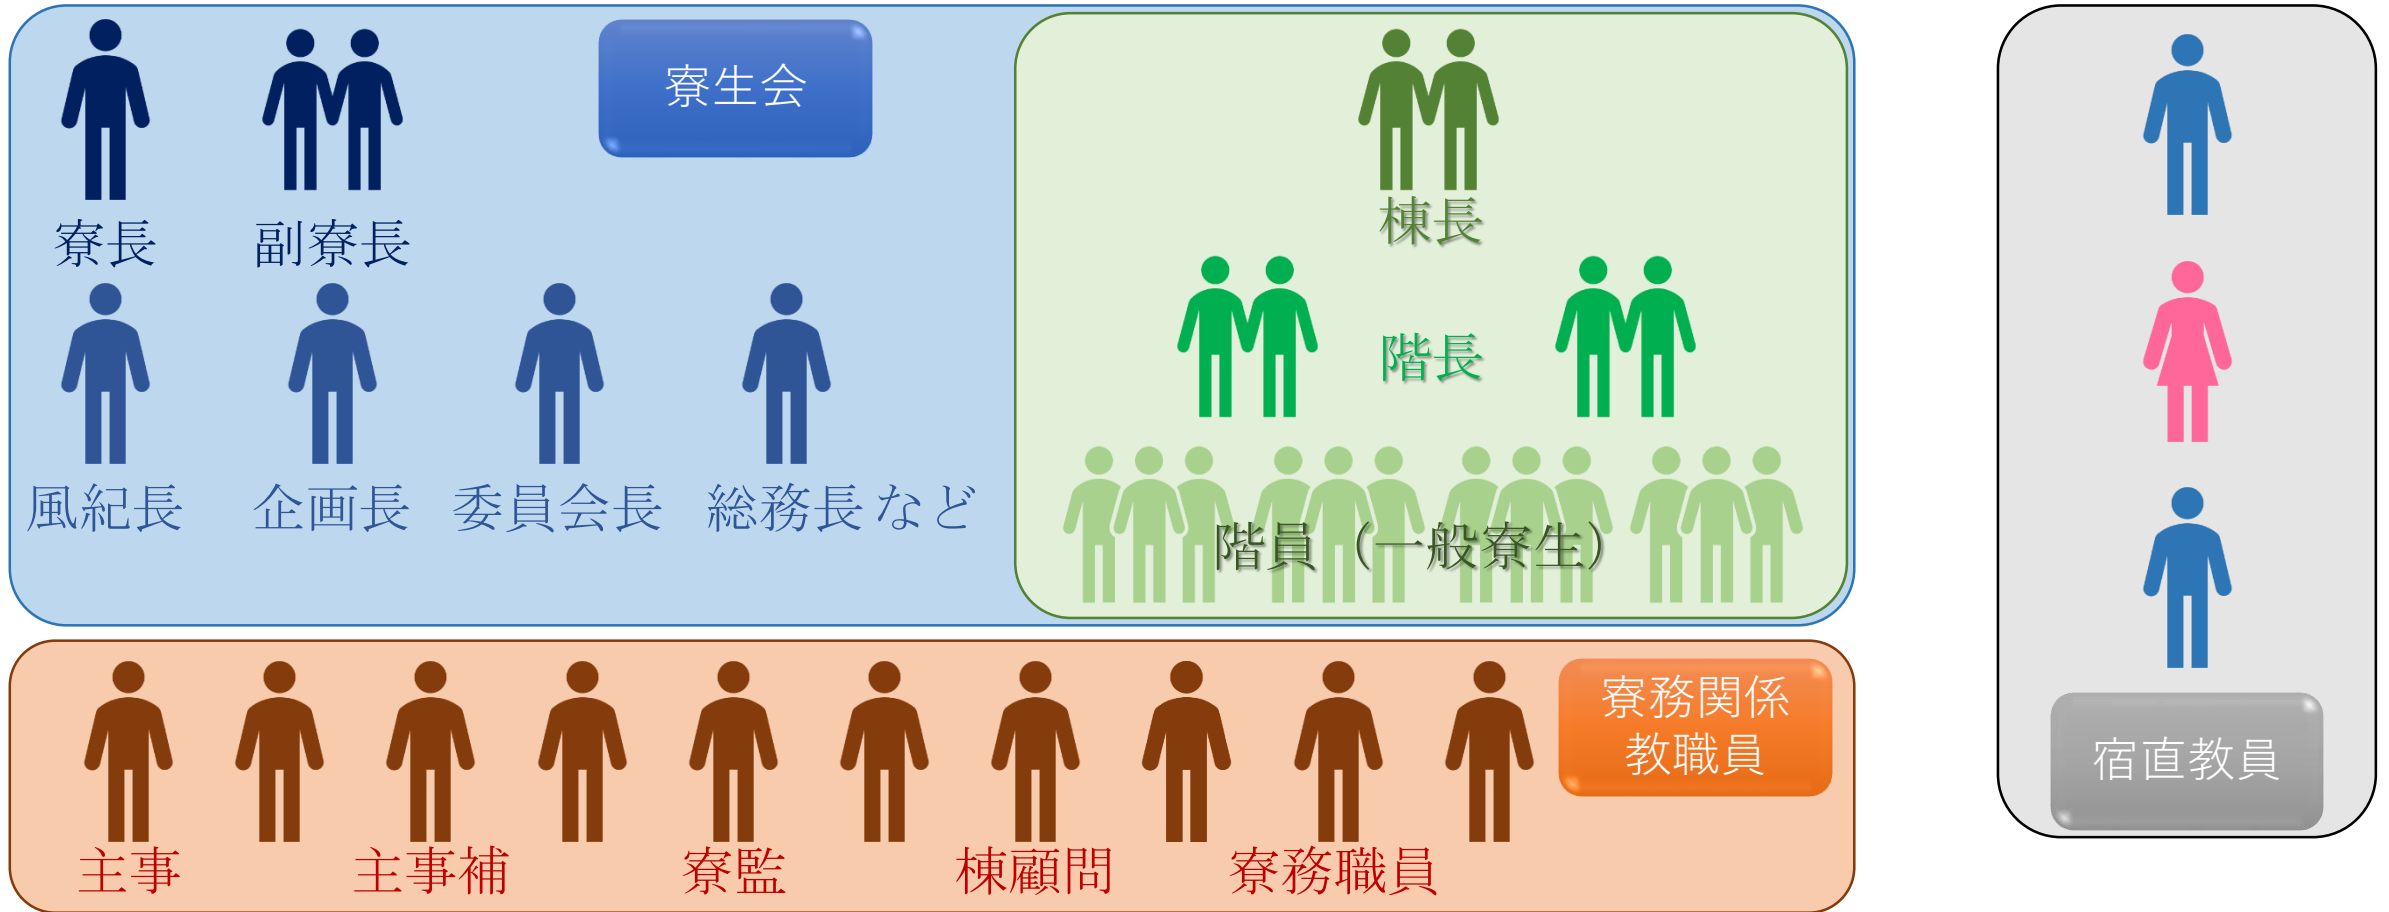 寮生会
寮長
副寮長
風紀長
企画長
委員会長
総務長 など
棟長
階長
階員（一般寮生）
寮務関係
教職員
主事
主事補
寮監
棟顧問
寮務職員
宿直教員